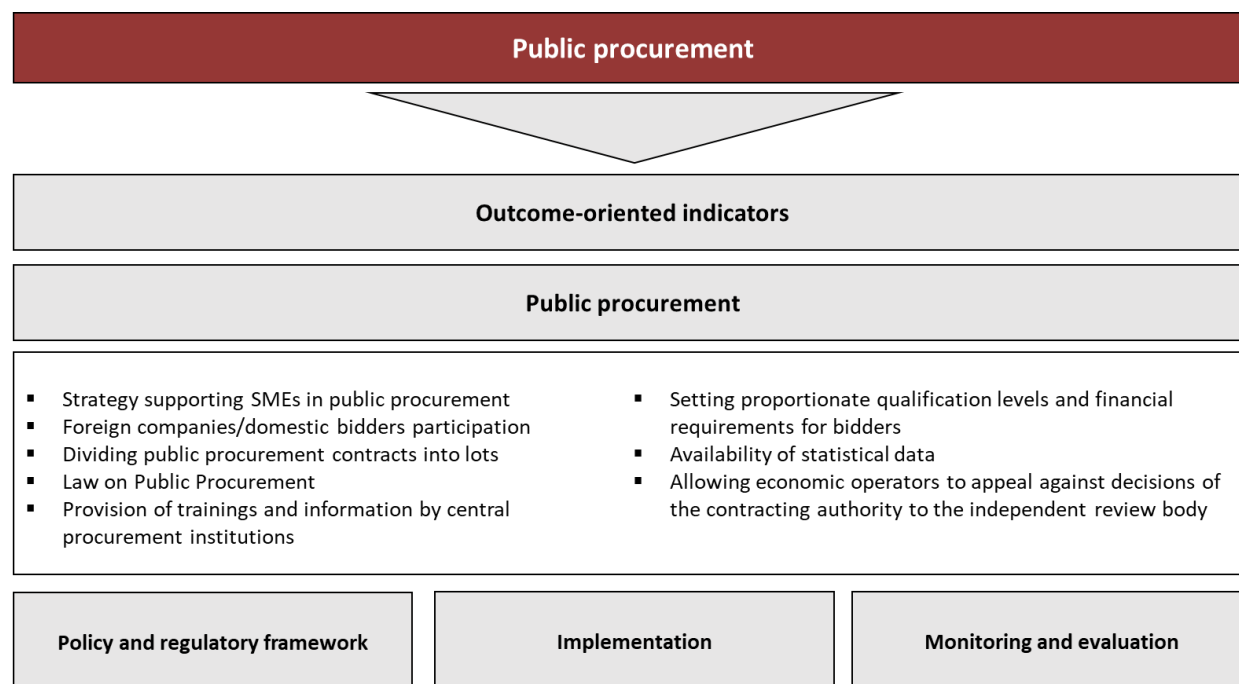 Public procurement
Outcome-oriented indicators
Public procurement
▪ Strategy supporting SMEs in public procurement
▪ Foreign companies/domestic bidders participation
▪ Dividing public procurement contracts into lots
▪ Law on Public Procurement
▪ Provision of trainings and information by central
procurement institutions
▪ Setting proportionate qualification levels and financial
requirements for bidders
▪ Availability of statistical data
▪ Allowing economic operators to appeal against decisions of
the contracting authority to the independent review body
Policy and regulatory framework
Implementation
Monitoring and evaluation